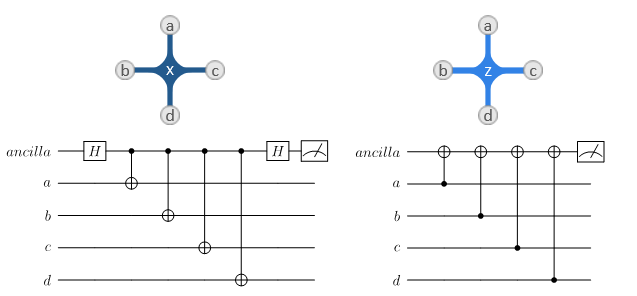 a a
b x c b z c
d d
ancilla H H ancilla
a a
b b
c c
d d